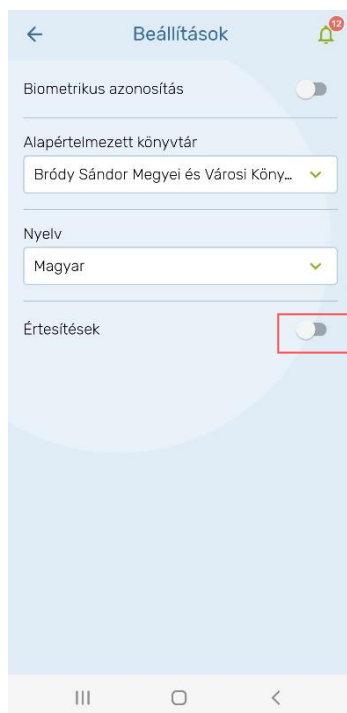 Beállítások
12
Biometrikus azonosítás
Alapértelmezett könyvtár
Bródy Sándor Megyei és Városi Köny...
Nyelv
Magyar
Értesítések